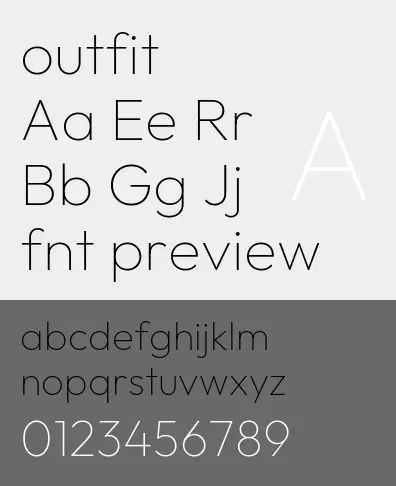 outfit
Aa Ee Rr
A
Bb Gg Jj
fnt preview
abcdefghijklm
nopqrstuvwxyz
0123456789